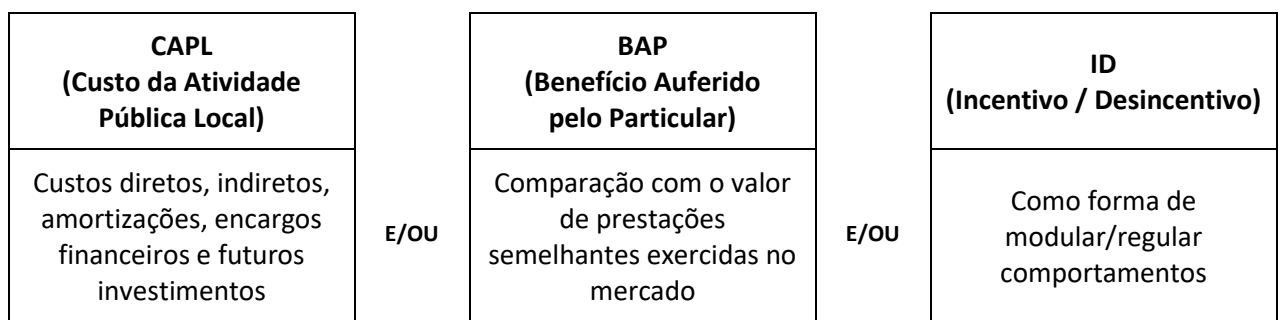 CAPL
(Custo da Atividade
Pública Local)
Custos diretos, indiretos,
amortizações, encargos
financeiros e futuros
investimentos
E/OU
BAP
(Benefício Auferido
pelo Particular)
Comparação com o valor
de prestações
semelhantes exercidas no
mercado
E/OU
ID
(Incentivo / Desincentivo)
Como forma de
modular/regular
comportamentos